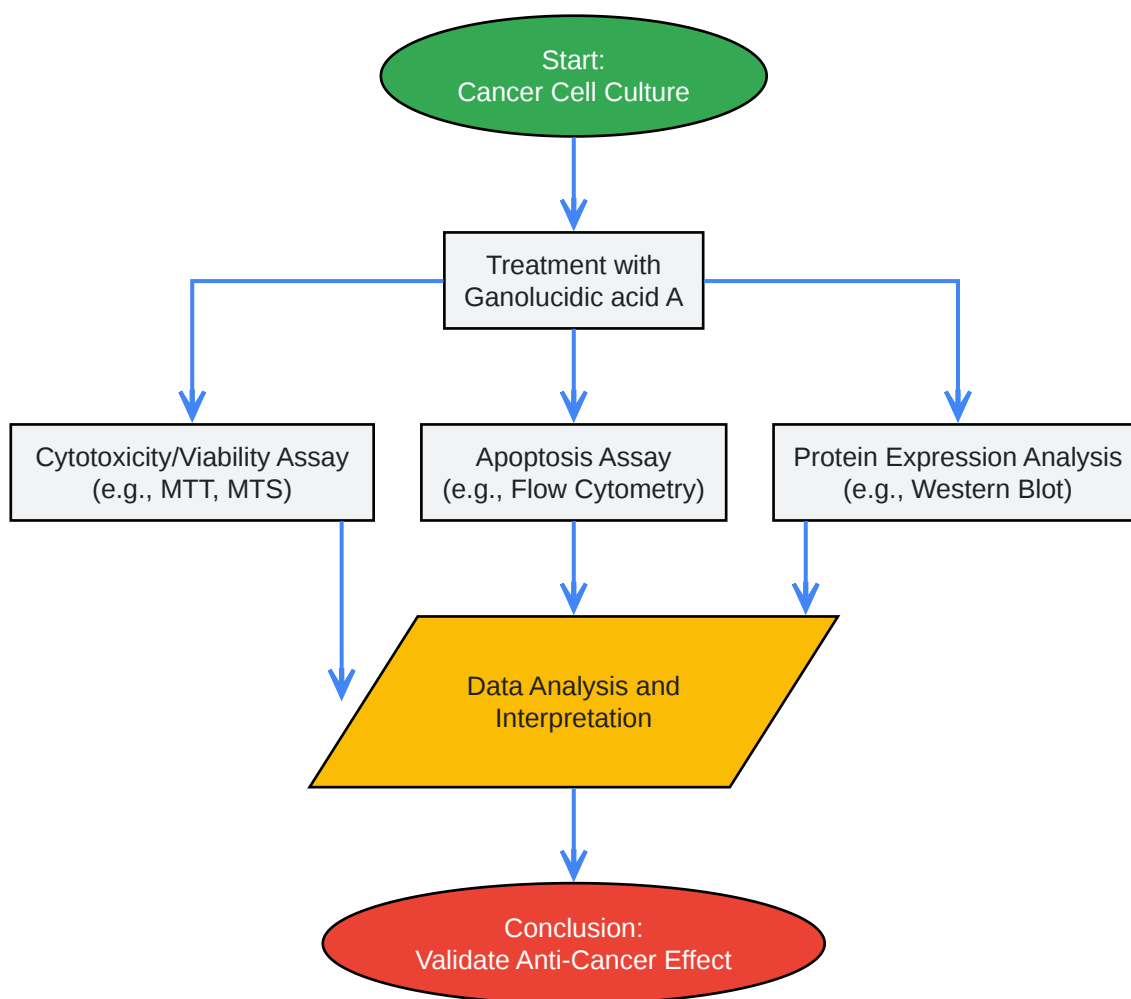 Start:
Cancer Cell Culture
Treatment with
Ganolucidic acid A
Cytotoxicity/Viability Assay
(e.g., MTT, MTS)
Apoptosis Assay
(e.g., Flow Cytometry)
Protein Expression Analysis
(e.g., Western Blot)
Data Analysis and
Interpretation
Conclusion:
Validate Anti-Cancer Effect